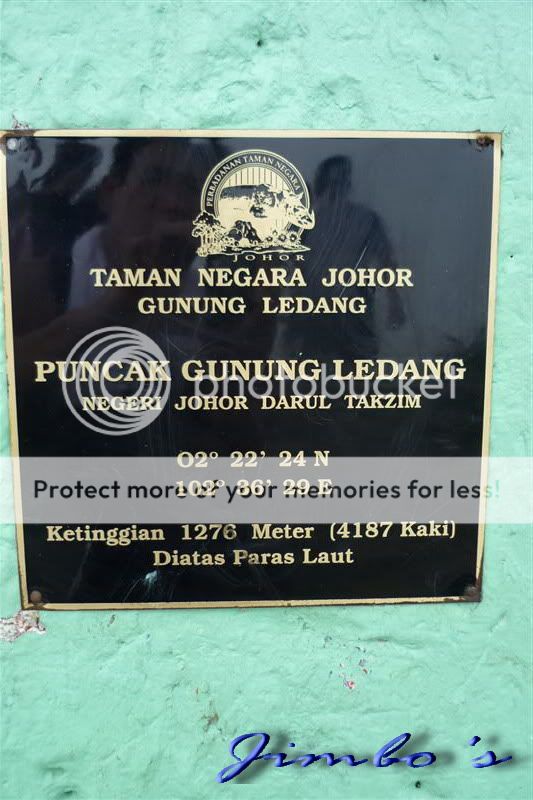 PERBADANAN TAMAN NEGARA
JOHOR
TAMAN NEGARA JOHOR
GUNUNG LEDANG
PUNCAK GUNUNG LEDANG
photobucket
NEGERI JOHOR DARUL TAKZIM
02° 22' 24 N
102° 36' 29 E
Protect more of your memories for less!
Ketinggian 1276 Meter (4187 Kaki)
Diatas Paras Laut
Jimbo's